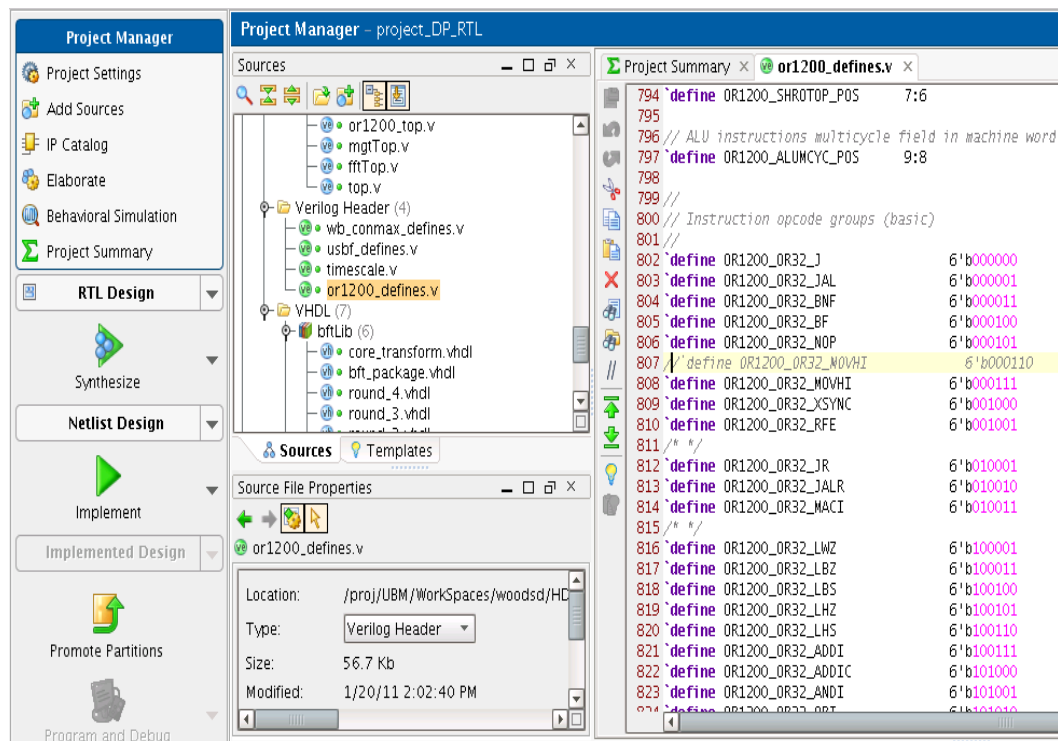 Project Manager
Project Settings
Add Sources
IP Catalog
Elaborate
Behavioral Simulation
Project Summary
RTL Design
Synthesize
Netlist Design
Implement
Implemented Design
Promote Partitions
Program and Debug
Project Manager – project_DP_RTL
Sources
or1200_top.v
mgtTop.v
fftTop.v
top.v
Verilog Header (4)
wb_conmax_defines.v
usbf_defines.v
timescale.v
or1200_defines.v
VHDL (7)
bftLib (6)
core_transform.vhdl
bft_package.vhdl
round_4.vhdl
round_3.vhdl
Sources Templates
Source File Properties
or1200_defines.v
Location: /proj/UBM/WorkSpaces/woodsd/HD
Type: Verilog Header
Size: 56.7 Kb
Modified: 1/20/11 2:02:40 PM
Project Summary or1200_defines.v
794 `define OR1200_SHROTOP_POS 7:6
795
796 // ALU instructions multicycle field in machine word
797 `define OR1200_ALUMCYC_POS 9:8
798
799 //
800 // Instruction opcode groups (basic)
801 //
802 `define OR1200_OR32_J 6'b000000
803 `define OR1200_OR32_JAL 6'b000001
804 `define OR1200_OR32_BNF 6'b000011
805 `define OR1200_OR32_BF 6'b000100
806 `define OR1200_OR32_NOP 6'b000101
807 //`define OR1200_OR32_MOVHI 6'b000110
808 `define OR1200_OR32_MOVHI 6'b000111
809 `define OR1200_OR32_XSYNC 6'b001000
810 `define OR1200_OR32_RFE 6'b001001
811 /* */
812 `define OR1200_OR32_JR 6'b010001
813 `define OR1200_OR32_JALR 6'b010010
814 `define OR1200_OR32_MACI 6'b010011
815 /* */
816 `define OR1200_OR32_LWZ 6'b100001
817 `define OR1200_OR32_LBZ 6'b100011
818 `define OR1200_OR32_LBS 6'b100100
819 `define OR1200_OR32_LHZ 6'b100101
820 `define OR1200_OR32_LHS 6'b100110
821 `define OR1200_OR32_ADDI 6'b100111
822 `define OR1200_OR32_ADDIC 6'b101000
823 `define OR1200_OR32_ANDI 6'b101001